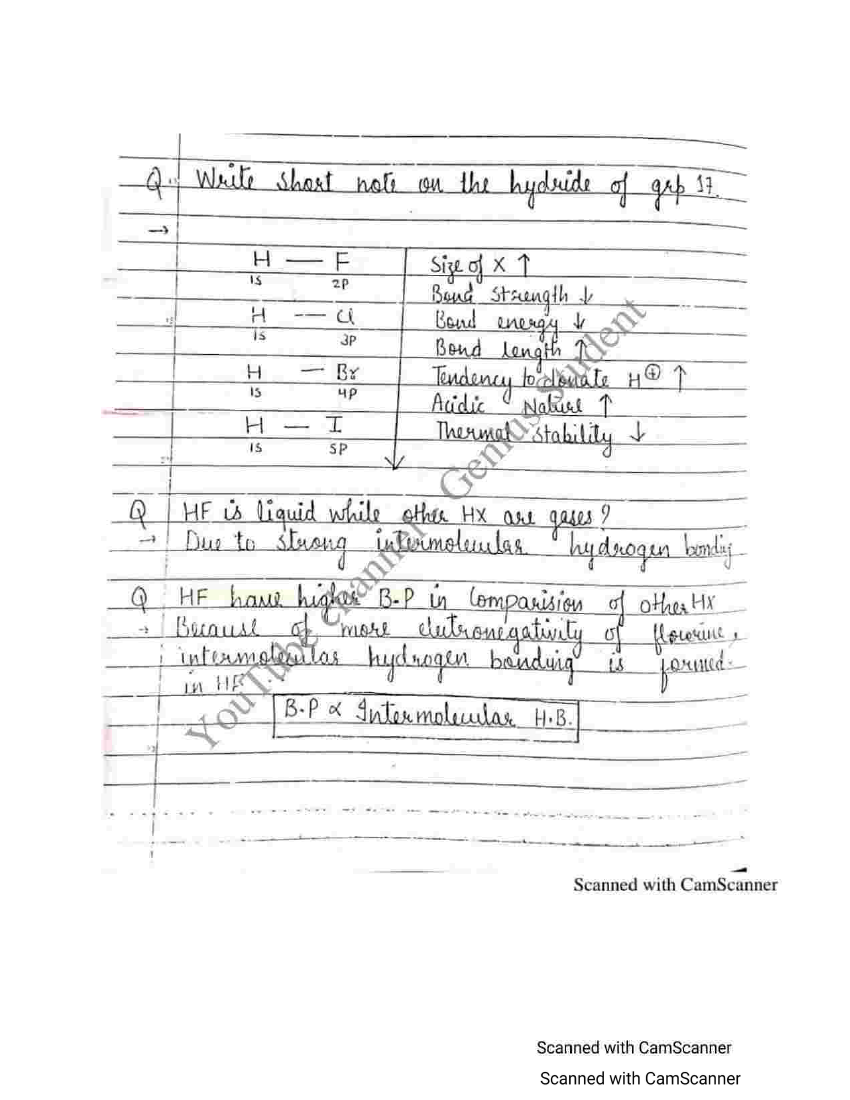 Q. Write short note on the hydride of grp 17.
→
H — F
1S 2P
H — Cl
1S 3P
H — Br
1S 4P
H — I
1S 5P
Size of X ↑
Bond strength ↓
Bond energy ↓
Bond length ↑
Tendency to donate H⊕ ↑
Acidic Nature ↑
Thermal stability ↓
Q HF is liquid while other HX are gases?
→ Due to strong intermolecular hydrogen bonding
Q HF have higher B.P in Comparision of other HX
→ Because of more elutronegativity of flourine,
intermolecular hydrogen bonding is formed.
in HF
B.P ∝ Intermolecular H.B.
YouTube channel - Genius Student
Scanned with CamScanner
Scanned with CamScanner
Scanned with CamScanner